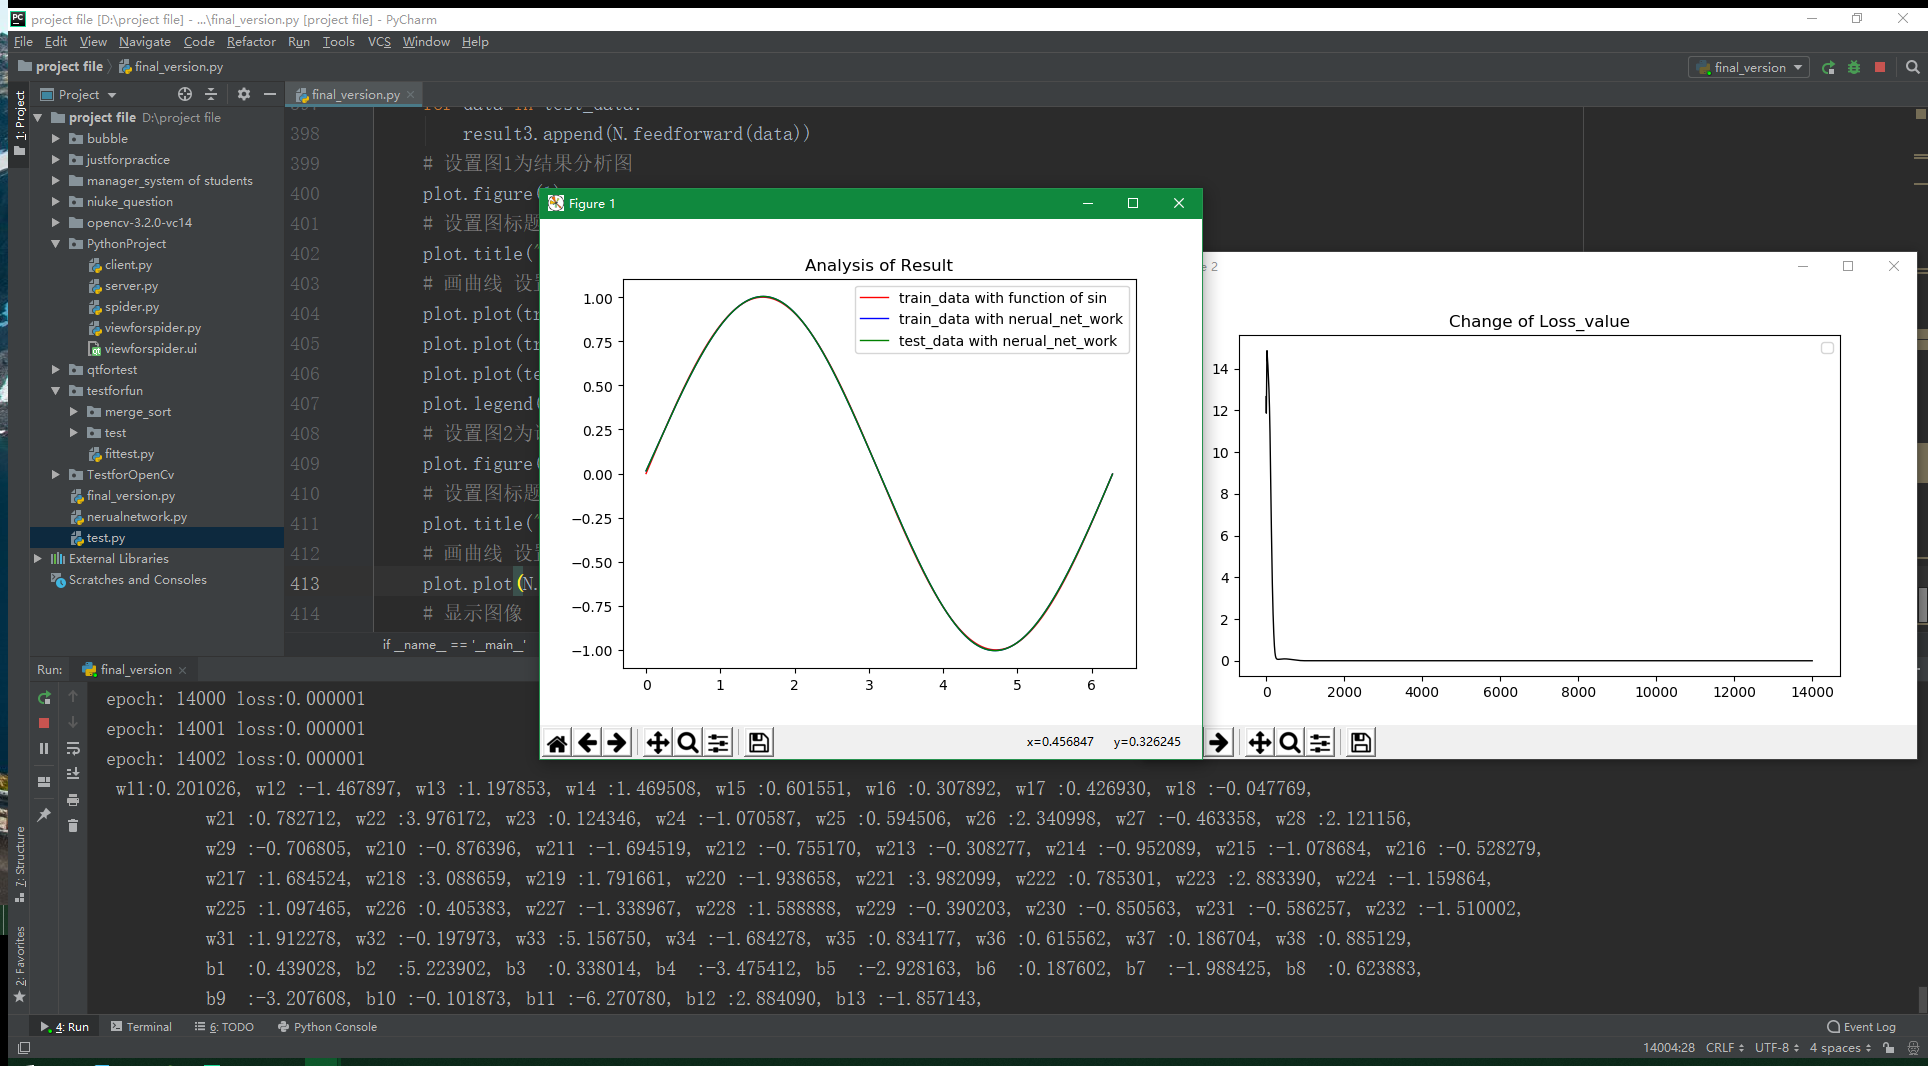 project file [D:\project file] - ...\final_version.py [project file] - PyCharm
File Edit View Navigate Code Refactor Run Tools VCS Window Help
project file final_version.py
final_version
1: Project
Project
project file D:\project file
bubble
justforpractice
manager_system of students
niuke_question
opencv-3.2.0-vc14
PythonProject
client.py
server.py
spider.py
viewforspider.py
viewforspider.ui
qtfortest
testforfun
merge_sort
test
fittest.py
TestforOpenCv
final_version.py
nerualnetwork.py
test.py
External Libraries
Scratches and Consoles
final_version.py
397 for data in test_data:
398 result3.append(N.feedforward(data))
399 # 设置图1为结果分析图
400 plot.figure(1)
401 # 设置图标题
402 plot.title("
403 # 画曲线 设置
404 plot.plot(tr
405 plot.plot(tr
406 plot.plot(te
407 plot.legend(
408 # 设置图2为
409 plot.figure(
410 # 设置图标题
411 plot.title("
412 # 画曲线 设置
413 plot.plot(N.
414 # 显示图像
if __name__ == '__main__'
Figure 1
Analysis of Result
train_data with function of sin
train_data with nerual_net_work
test_data with nerual_net_work
1.00
0.75
0.50
0.25
0.00
−0.25
−0.50
−0.75
−1.00
0 1 2 3 4 5 6
x=0.456847 y=0.326245
e 2
Change of Loss_value
14
12
10
8
6
4
2
0
0 2000 4000 6000 8000 10000 12000 14000
Run: final_version
epoch: 14000 loss:0.000001
epoch: 14001 loss:0.000001
epoch: 14002 loss:0.000001
w11:0.201026, w12 :-1.467897, w13 :1.197853, w14 :1.469508, w15 :0.601551, w16 :0.307892, w17 :0.426930, w18 :-0.047769,
w21 :0.782712, w22 :3.976172, w23 :0.124346, w24 :-1.070587, w25 :0.594506, w26 :2.340998, w27 :-0.463358, w28 :2.121156,
w29 :-0.706805, w210 :-0.876396, w211 :-1.694519, w212 :-0.755170, w213 :-0.308277, w214 :-0.952089, w215 :-1.078684, w216 :-0.528279,
w217 :1.684524, w218 :3.088659, w219 :1.791661, w220 :-1.938658, w221 :3.982099, w222 :0.785301, w223 :2.883390, w224 :-1.159864,
w225 :1.097465, w226 :0.405383, w227 :-1.338967, w228 :1.588888, w229 :-0.390203, w230 :-0.850563, w231 :-0.586257, w232 :-1.510002,
w31 :1.912278, w32 :-0.197973, w33 :5.156750, w34 :-1.684278, w35 :0.834177, w36 :0.615562, w37 :0.186704, w38 :0.885129,
b1 :0.439028, b2 :5.223902, b3 :0.338014, b4 :-3.475412, b5 :-2.928163, b6 :0.187602, b7 :-1.988425, b8 :0.623883,
b9 :-3.207608, b10 :-0.101873, b11 :-6.270780, b12 :2.884090, b13 :-1.857143,
7: Structure
2: Favorites
4: Run Terminal 6: TODO Python Console Event Log
14004:28 CRLF UTF-8 4 spaces